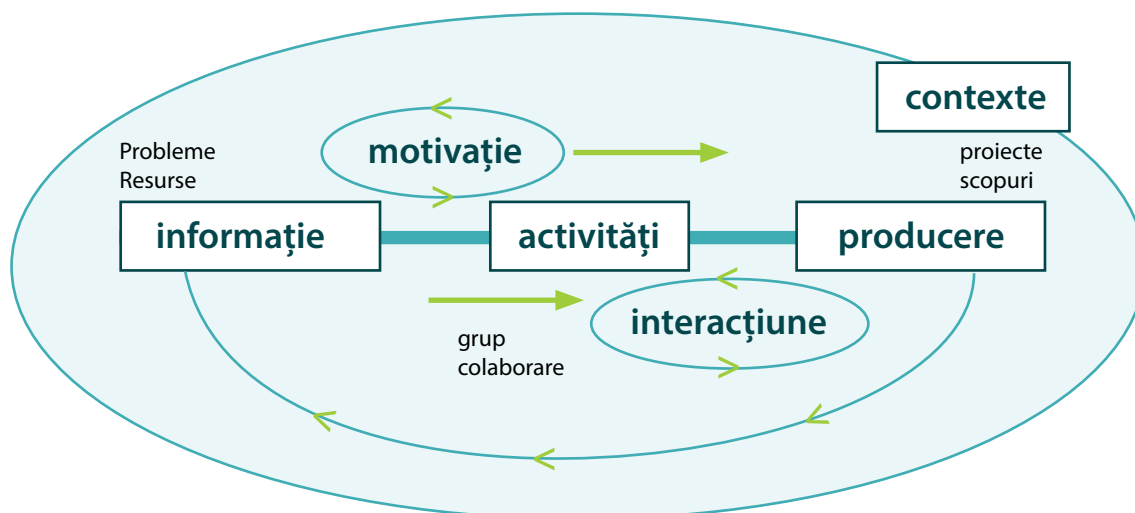 contexte
motivație
Probleme
Resurse
proiecte
scopuri
informație
activități
producere
interacțiune
grup
colaborare